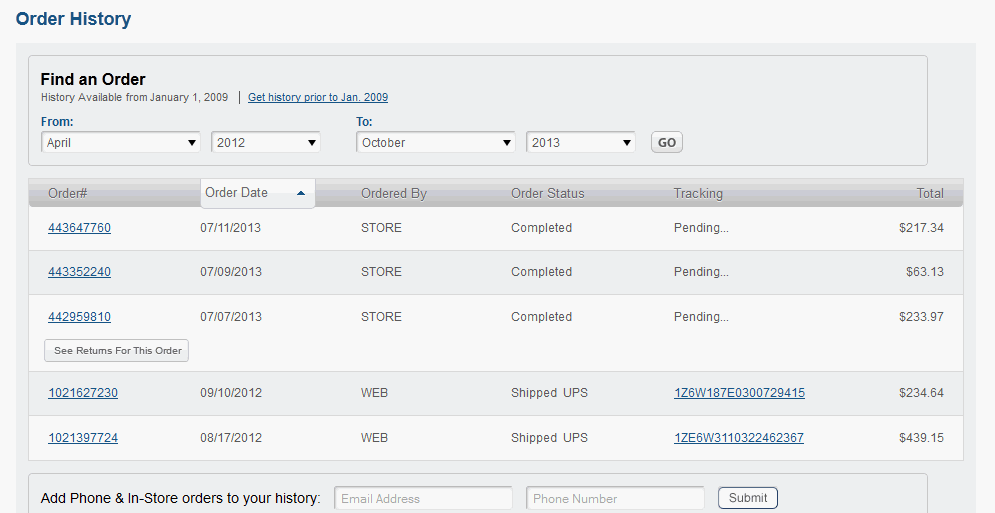 Order History
Find an Order
History Available from January 1, 2009 | Get history prior to Jan. 2009
From: To:
April 2012 October 2013 GO
Order# Order Date Ordered By Order Status Tracking Total
443647760 07/11/2013 STORE Completed Pending... $217.34
443352240 07/09/2013 STORE Completed Pending... $63.13
442959810 07/07/2013 STORE Completed Pending... $233.97
See Returns For This Order
1021627230 09/10/2012 WEB Shipped UPS 1Z6W187E0300729415 $234.64
1021397724 08/17/2012 WEB Shipped UPS 1ZE6W3110322462367 $439.15
Add Phone & In-Store orders to your history: Email Address Phone Number Submit